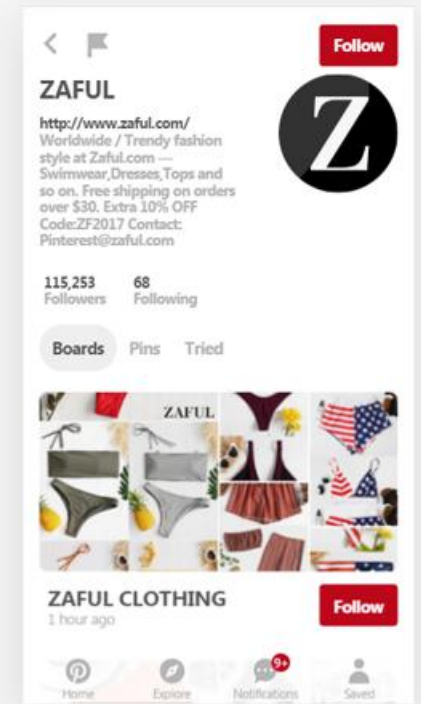 Follow
ZAFUL
http://www.zaful.com/
Worldwide / Trendy fashion
style at Zaful.com —
Swimwear,Dresses,Tops and
so on. Free shipping on orders
over $30. Extra 10% OFF
Code:ZF2017 Contact:
Pinterest@zaful.com
Z
115,253 68
Followers Following
Boards Pins Tried
ZAFUL
ZAFUL CLOTHING
Follow
1 hour ago
9+
Home Explore Notifications Saved